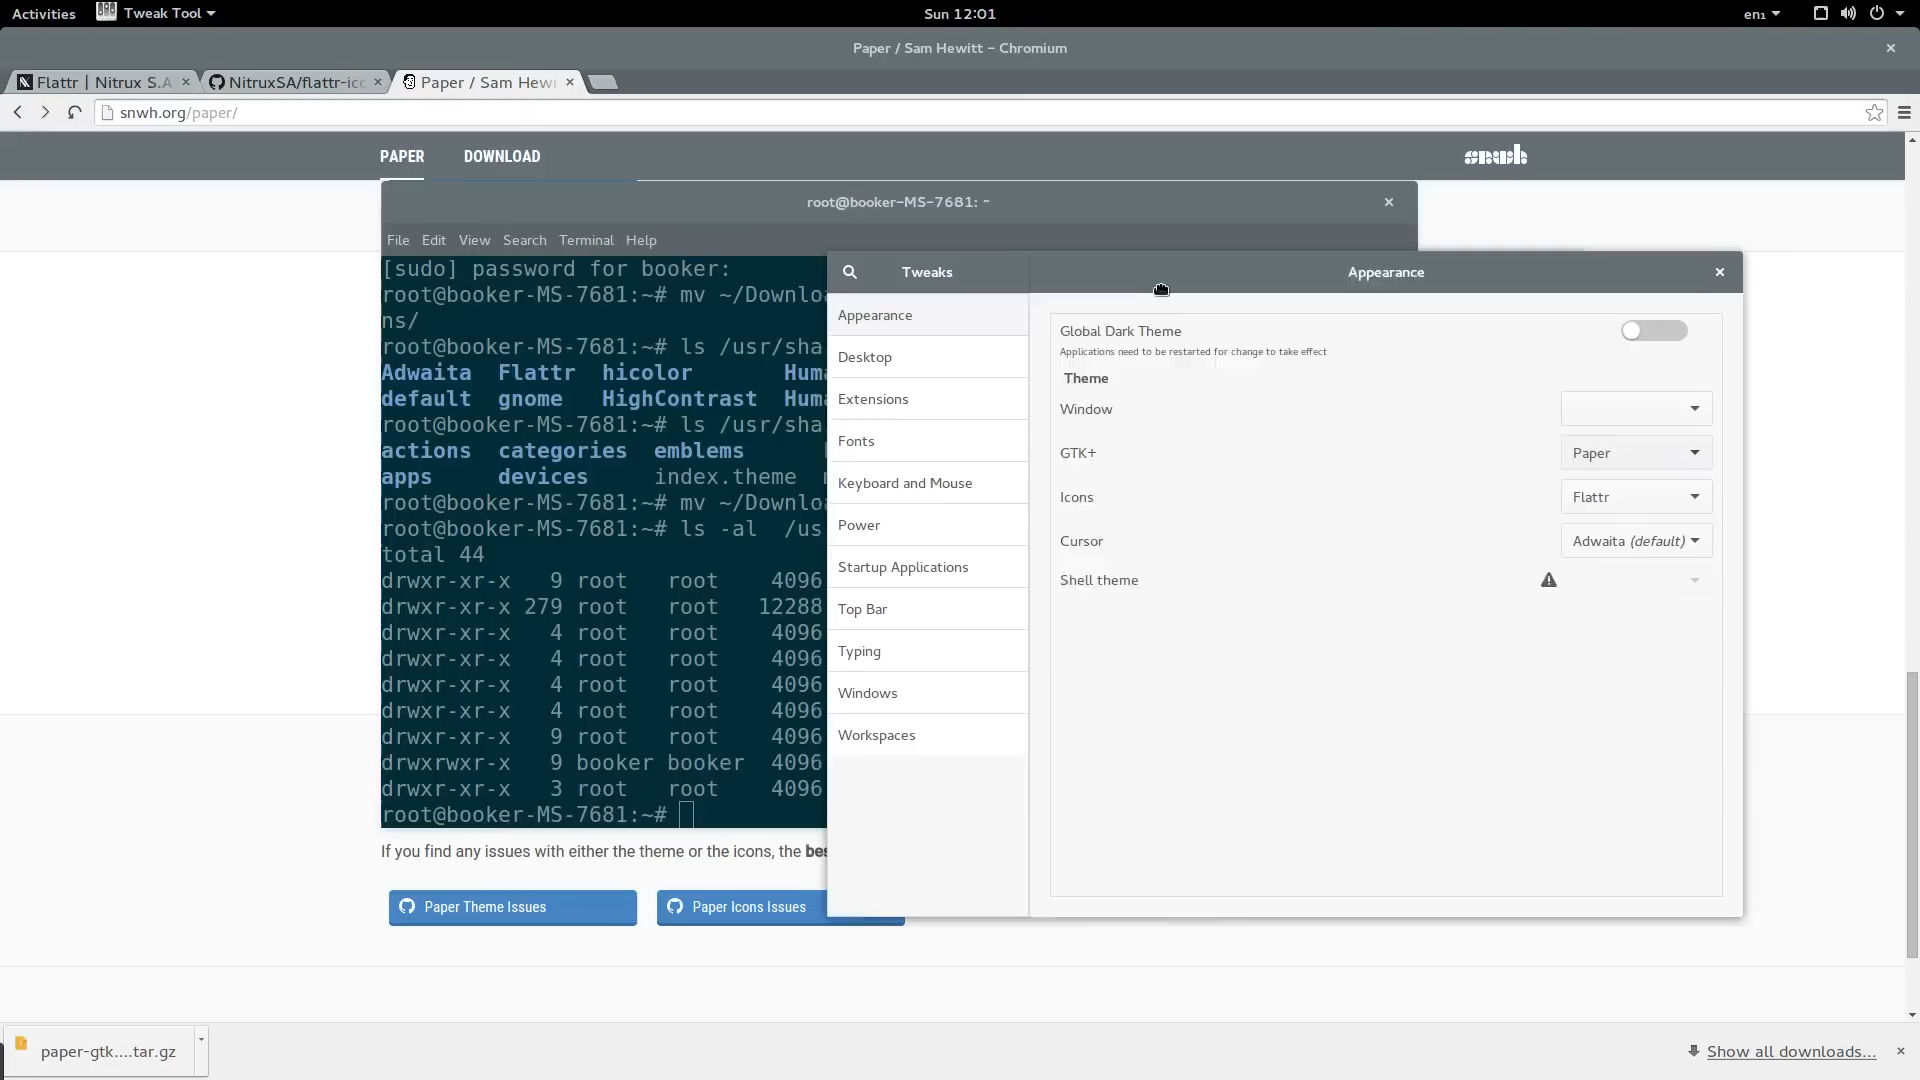 Activities
Tweak Tool
Sun 12:01
en₁
Paper / Sam Hewitt – Chromium
Flattr | Nitrux S.A
NitruxSA/flattr-icc
Paper / Sam Hewi
snwh.org/paper/
PAPER
DOWNLOAD
snwh
root@booker-MS-7681: ~
File Edit View Search Terminal Help
[sudo] password for booker:
root@booker-MS-7681:~# mv ~/Downlo
ns/
root@booker-MS-7681:~# ls /usr/sha
Adwaita Flattr hicolor Hum
default gnome HighContrast Hum
root@booker-MS-7681:~# ls /usr/sha
actions categories emblems
apps devices index.theme
root@booker-MS-7681:~# mv ~/Downlo
root@booker-MS-7681:~# ls -al /us
total 44
drwxr-xr-x 9 root root 4096
drwxr-xr-x 279 root root 12288
drwxr-xr-x 4 root root 4096
drwxr-xr-x 4 root root 4096
drwxr-xr-x 4 root root 4096
drwxr-xr-x 4 root root 4096
drwxr-xr-x 9 root root 4096
drwxrwxr-x 9 booker booker 4096
drwxr-xr-x 3 root root 4096
root@booker-MS-7681:~#
Tweaks
Appearance
Desktop
Extensions
Fonts
Keyboard and Mouse
Power
Startup Applications
Top Bar
Typing
Windows
Workspaces
Appearance
Global Dark Theme
Applications need to be restarted for change to take effect
Theme
Window
GTK+ Paper
Icons Flattr
Cursor Adwaita (default)
Shell theme
If you find any issues with either the theme or the icons, the bes
Paper Theme Issues
Paper Icons Issues
paper-gtk....tar.gz
Show all downloads...